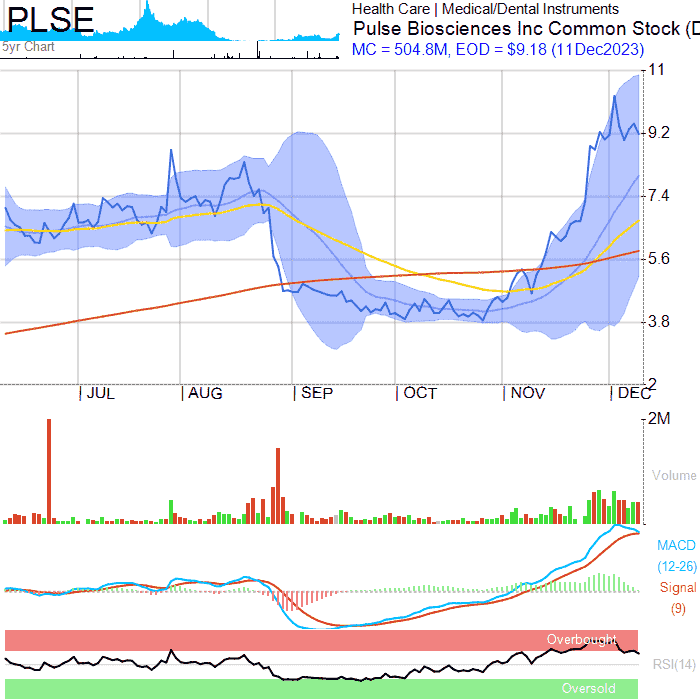 PLSE
5yr Chart
Health Care | Medical/Dental Instruments
Pulse Biosciences Inc Common Stock (D
MC = 504.8M, EOD = $9.18 (11Dec2023)
11
9.2
7.4
5.6
3.8
2
JUL AUG SEP OCT NOV DEC
2M
Volume
MACD
(12-26)
Signal
(9)
Overbought
RSI(14)
Oversold